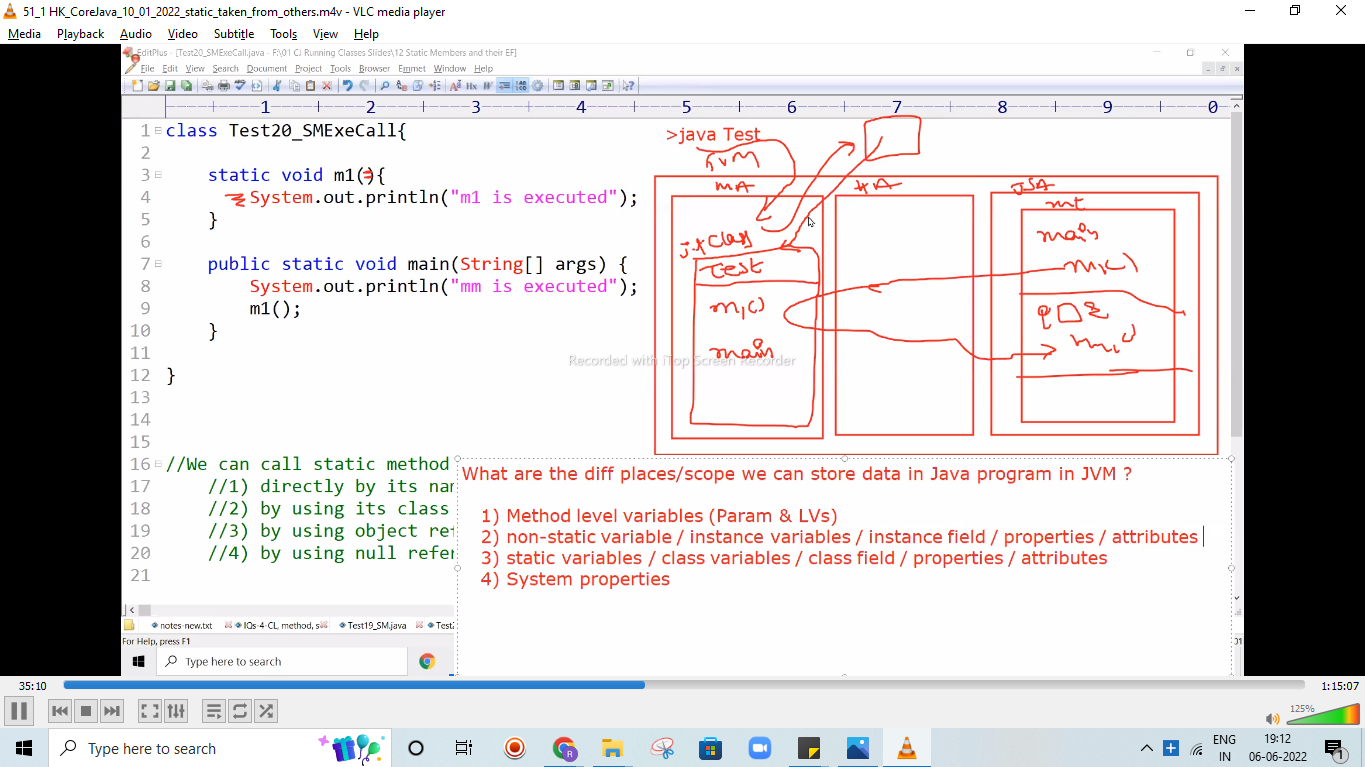 51_1 HK_CoreJava_10_01_2022_static_taken_from_others.m4v - VLC media player
Media Playback Audio Video Subtitle Tools View Help
EditPlus - [Test20_SMExeCall.java - F:\01 CJ Running Classes Slides\12 Static Members and their EF]
File Edit View Search Document Project Tools Browser Emmet Window Help
1 2 3 4 5 6 7 8 9 0
1 class Test20_SMExeCall{
2
3 static void m1(){
4 System.out.println("m1 is executed");
5 }
6
7 public static void main(String[] args) {
8 System.out.println("mm is executed");
9 m1();
10 }
11
12 }
13
14
15
16 //We can call static method
17 //1) directly by its nam
18 //2) by using its class
19 //3) by using object ref
20 //4) by using null refer
21
>java Test
JVM
MA
HA
JSA
mt
j.l.Class
Test
m1()
main
main
m1()
m1()
Recorded with iTop Screen Recorder
What are the diff places/scope we can store data in Java program in JVM ?
1) Method level variables (Param & LVs)
2) non-static variable / instance variables / instance field / properties / attributes
3) static variables / class variables / class field / properties / attributes
4) System properties
notes-new.txt IQs-4-CL, method, s Test19_SM.java Test2
For Help, press F1
Type here to search
35:10 1:15:07
125%
Type here to search
ENG
IN
19:12
06-06-2022
1